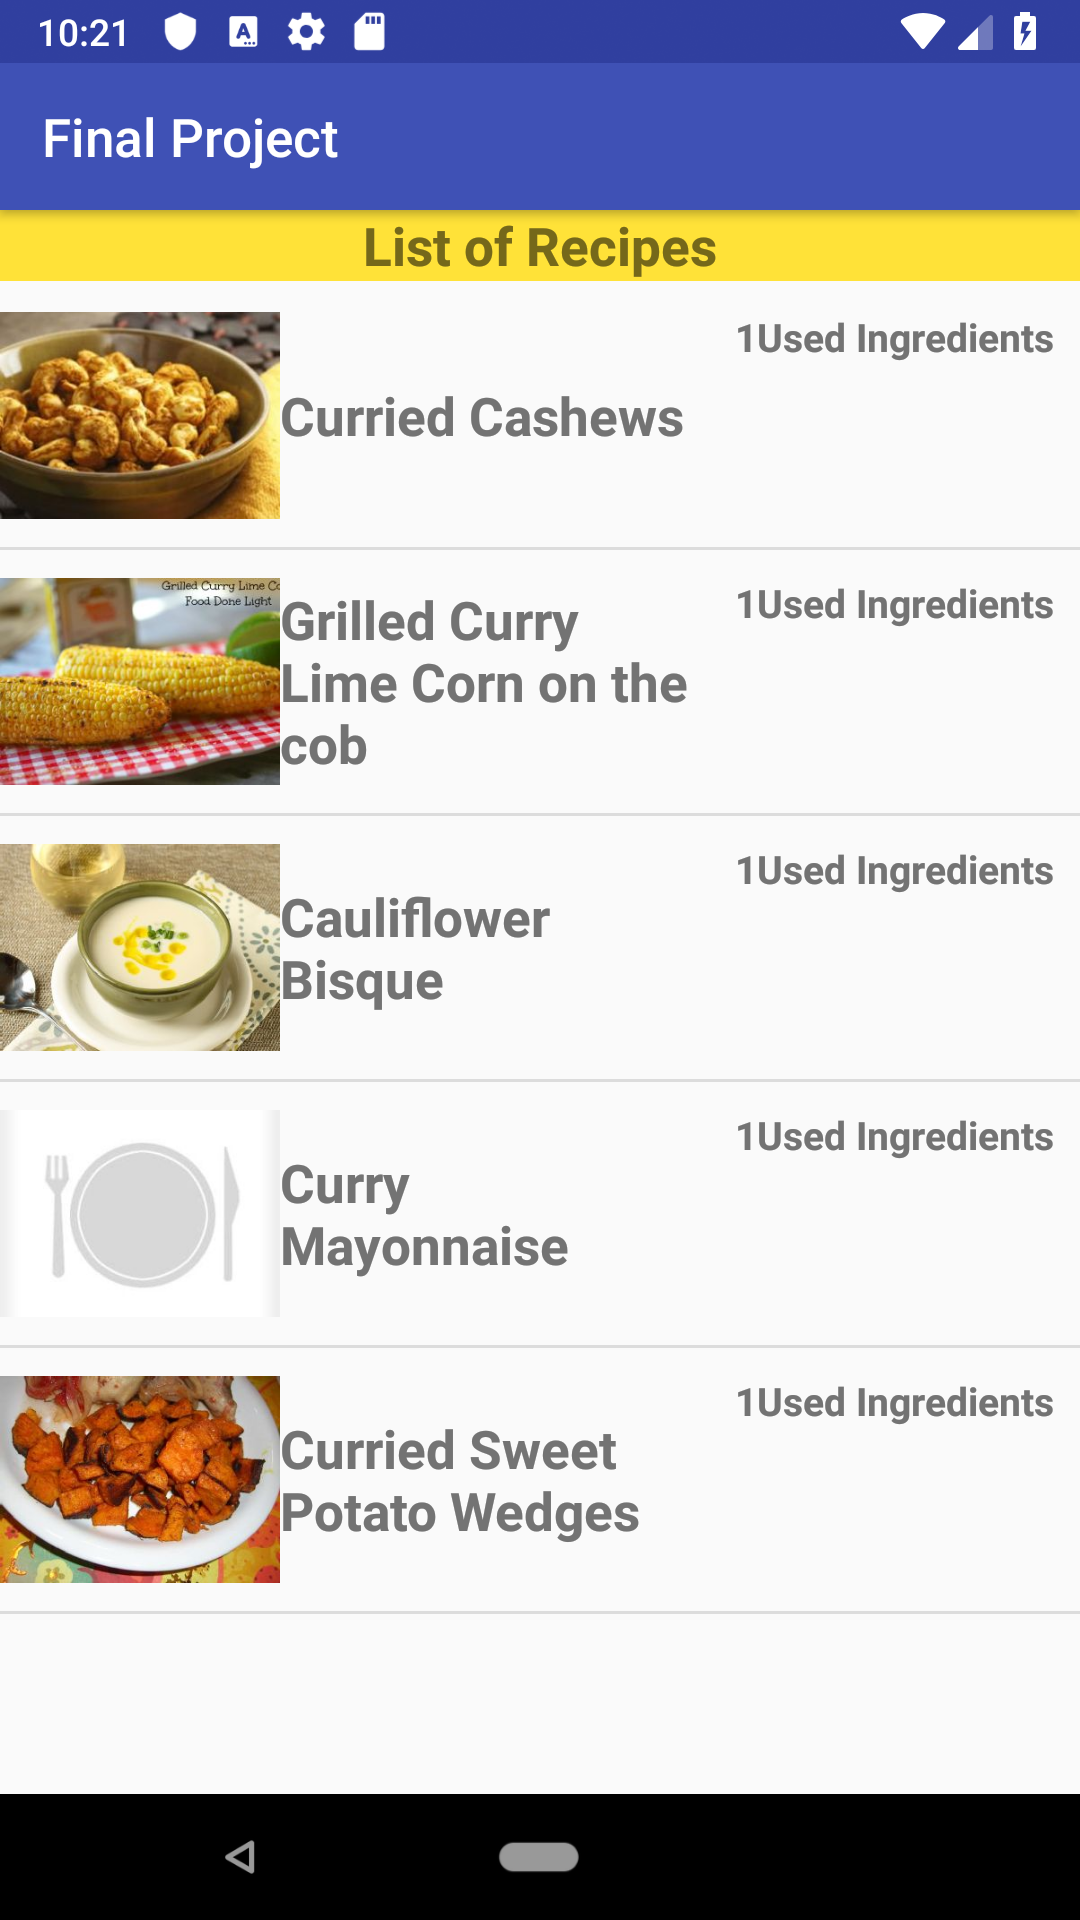 10:21
Final Project
List of Recipes
1Used Ingredients
Curried Cashews
Grilled Curry Lime Co
Food Done Light
1Used Ingredients
Grilled Curry
Lime Corn on the
cob
1Used Ingredients
Cauliflower
Bisque
1Used Ingredients
Curry
Mayonnaise
1Used Ingredients
Curried Sweet
Potato Wedges